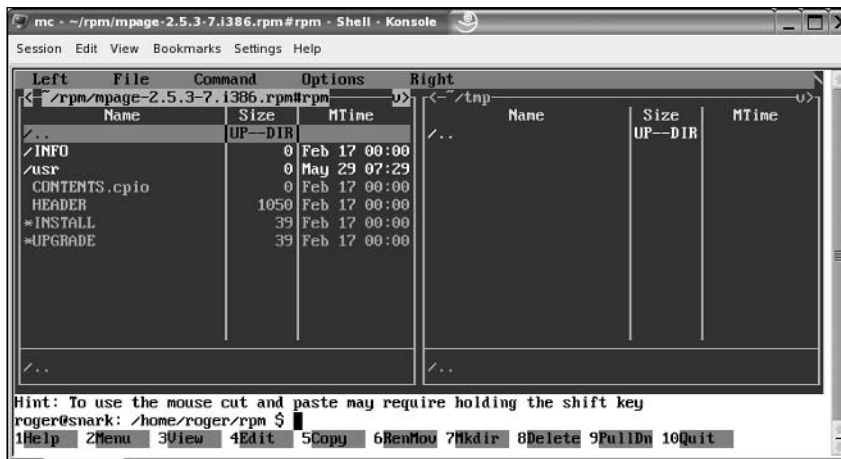 mc - ~/rpm/mpage-2.5.3-7.i386.rpm#rpm - Shell - Konsole
Session Edit View Bookmarks Settings Help
Left File Command Options Right
<-~/rpm/mpage-2.5.3-7.i386.rpm#rpm v> <-~/tmp v>
Name Size MTime Name Size MTime
/.. UP--DIR /.. UP--DIR
/INFO 0 Feb 17 00:00
/usr 0 May 29 07:29
CONTENTS.cpio 0 Feb 17 00:00
HEADER 1050 Feb 17 00:00
*INSTALL 39 Feb 17 00:00
*UPGRADE 39 Feb 17 00:00
/.. /..
Hint: To use the mouse cut and paste may require holding the shift key
roger@snark: /home/roger/rpm $
1Help 2Menu 3View 4Edit 5Copy 6RenMov 7Mkdir 8Delete 9PullDn 10Quit